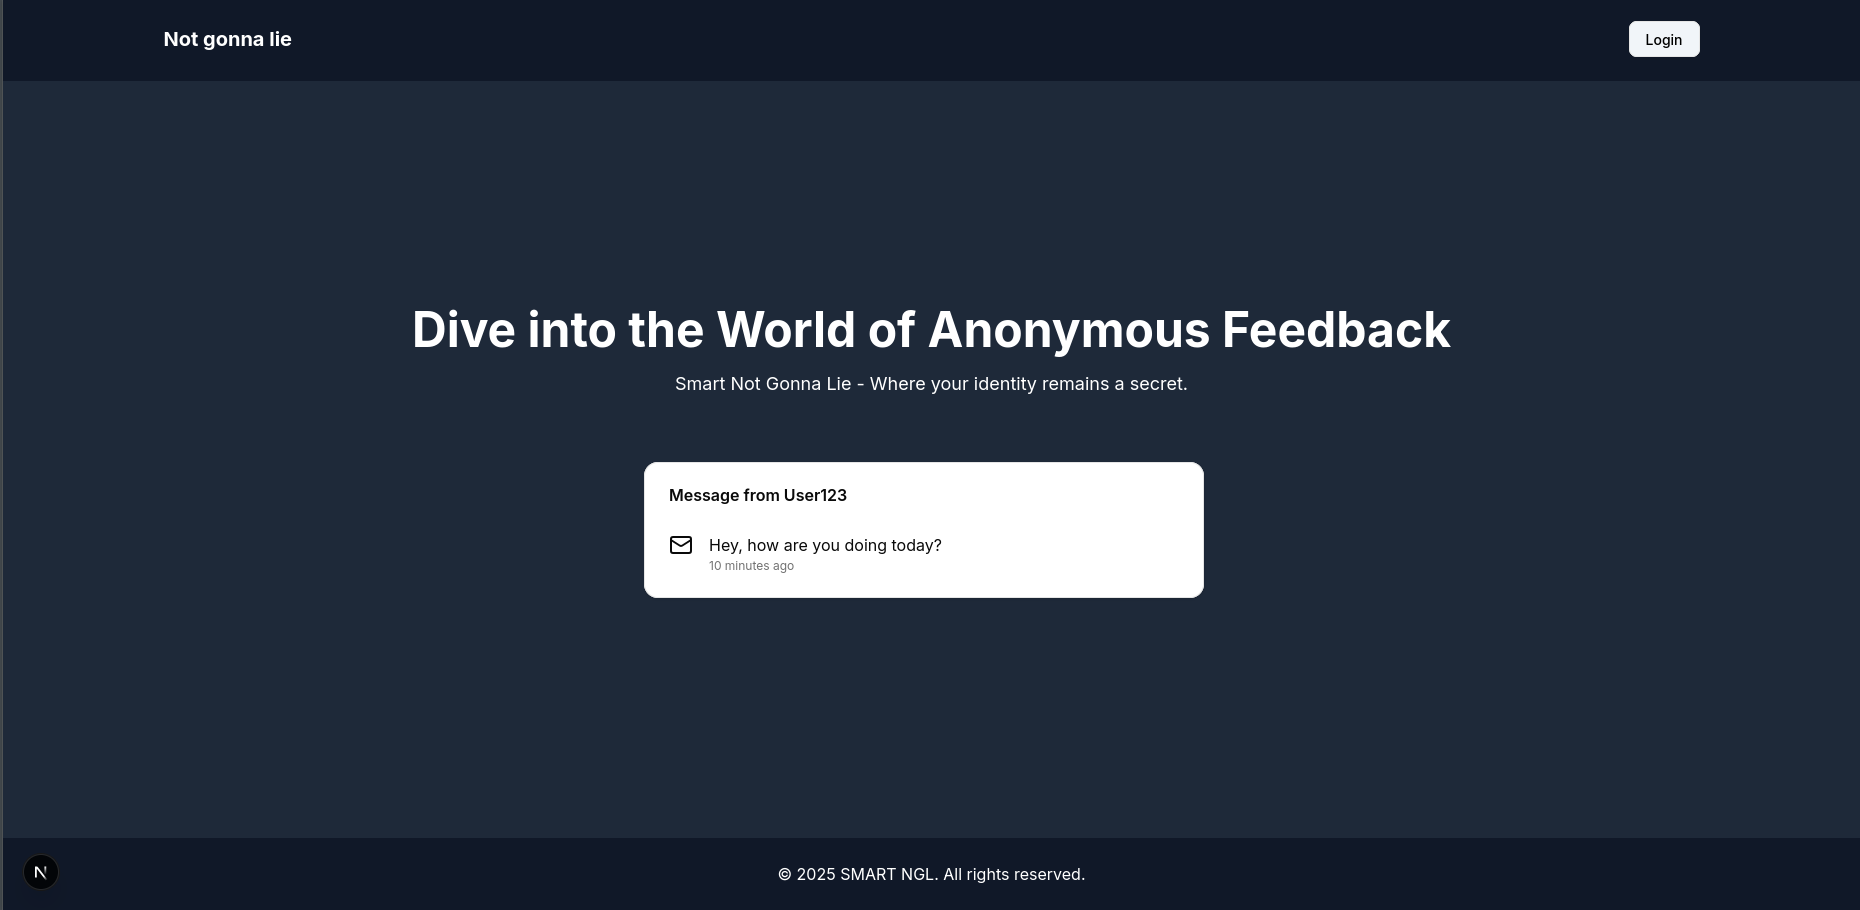 Not gonna lie
Login
Dive into the World of Anonymous Feedback
Smart Not Gonna Lie - Where your identity remains a secret.
Message from User123
Hey, how are you doing today?
10 minutes ago
N
© 2025 SMART NGL. All rights reserved.